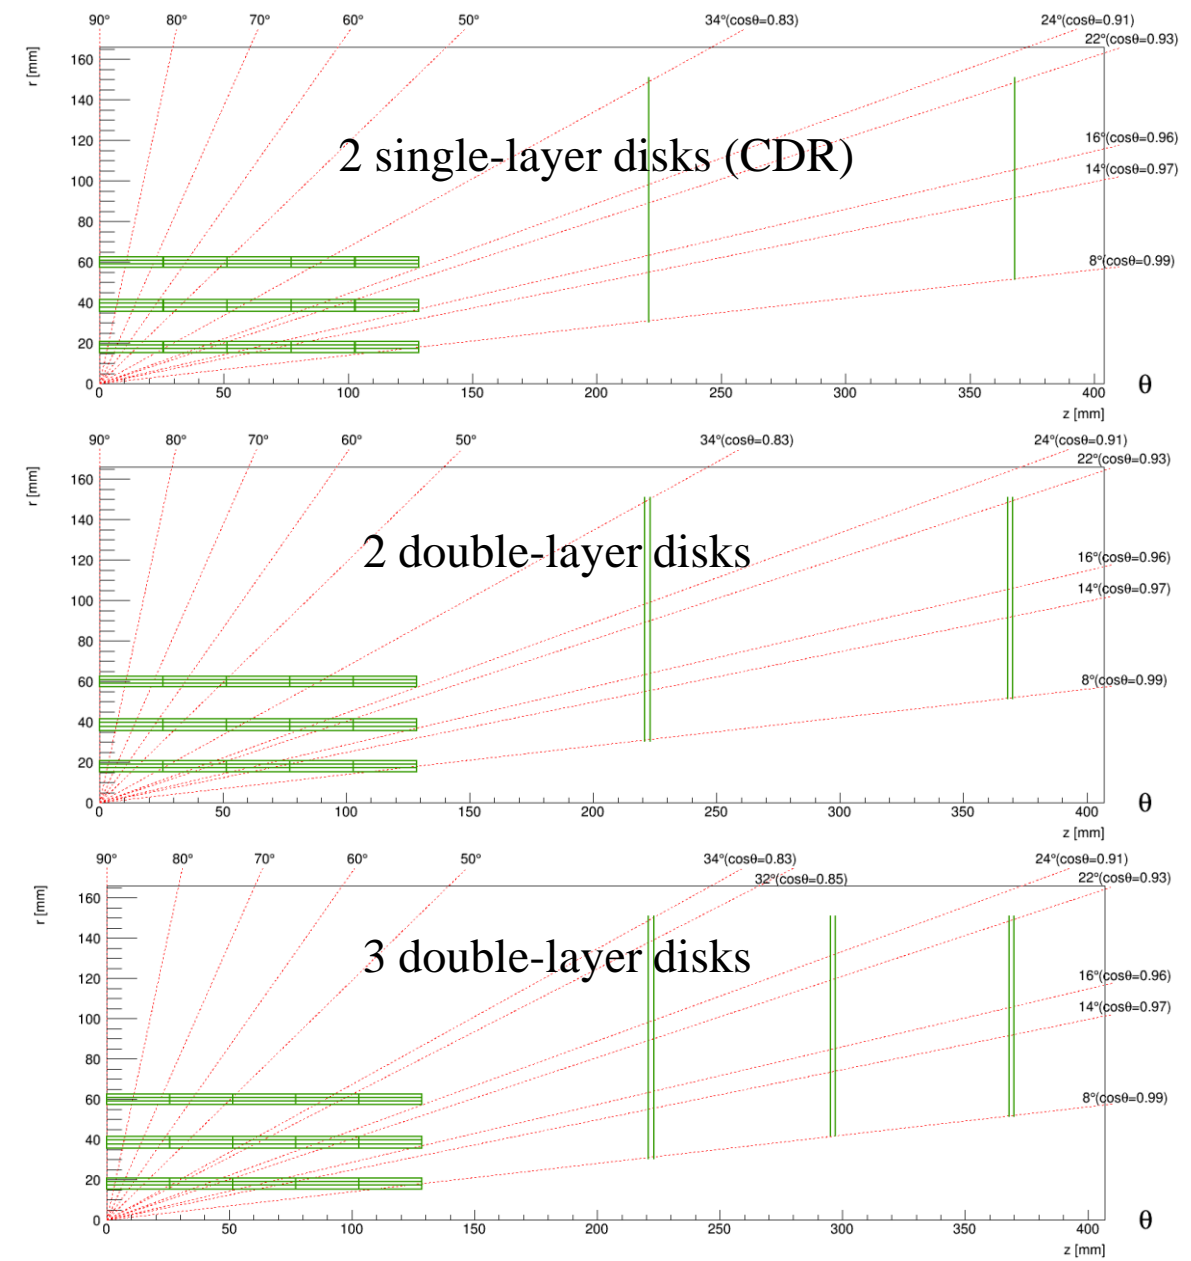 90° 80° 70° 60° 50° 34°(cosθ=0.83) 24°(cosθ=0.91)
22°(cosθ=0.93)
r [mm]
160
140
2 single-layer disks (CDR)
16°(cosθ=0.96)
120
14°(cosθ=0.97)
100
80
60
8°(cosθ=0.99)
40
20
0
0 50 100 150 200 250 300 350 400
θ
z [mm]
90° 80° 70° 60° 50° 34°(cosθ=0.83) 24°(cosθ=0.91)
22°(cosθ=0.93)
r [mm]
160
140
2 double-layer disks
16°(cosθ=0.96)
120
14°(cosθ=0.97)
100
80
60
8°(cosθ=0.99)
40
20
0
0 50 100 150 200 250 300 350 400
θ
z [mm]
90° 80° 70° 60° 50° 34°(cosθ=0.83) 24°(cosθ=0.91)
32°(cosθ=0.85) 22°(cosθ=0.93)
r [mm]
160
140
3 double-layer disks
16°(cosθ=0.96)
120
14°(cosθ=0.97)
100
80
60
8°(cosθ=0.99)
40
20
0
0 50 100 150 200 250 300 350 400
θ
z [mm]